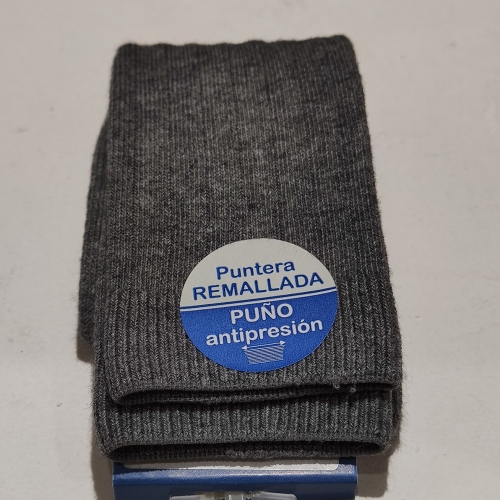 Puntera
REMALLADA
PUÑO
antipresión